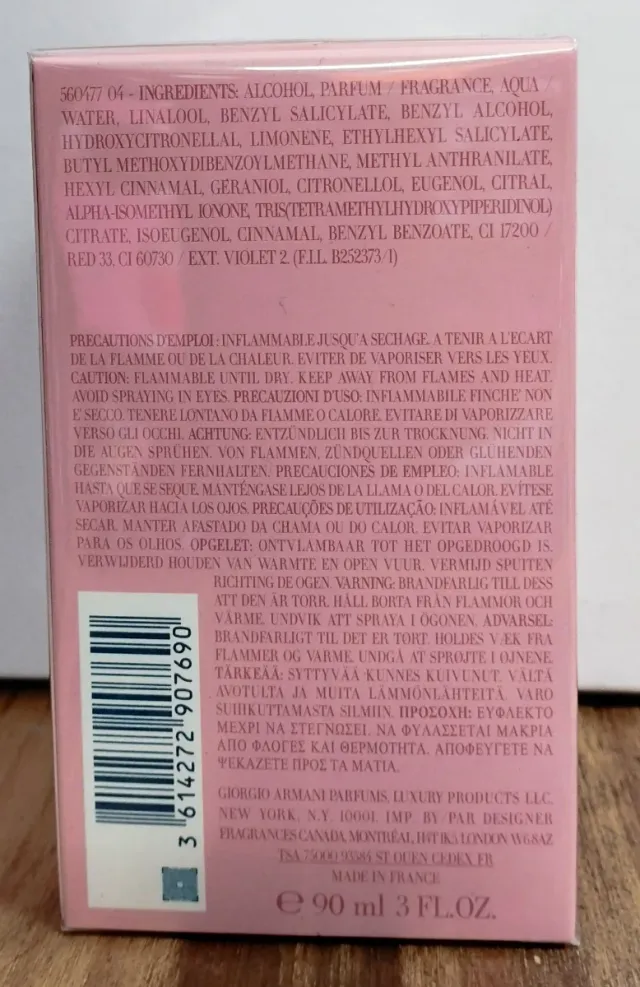 560477 04 - INGREDIENTS: ALCOHOL, PARFUM / FRAGRANCE, AQUA /
WATER, LINALOOL, BENZYL SALICYLATE, BENZYL ALCOHOL,
HYDROXYCITRONELLAL, LIMONENE, ETHYLHEXYL SALICYLATE,
BUTYL METHOXYDIBENZOYLMETHANE, METHYL ANTHRANILATE,
HEXYL CINNAMAL, GERANIOL, CITRONELLOL, EUGENOL, CITRAL,
ALPHA-ISOMETHYL IONONE, TRIS(TETRAMETHYLHYDROXYPIPERIDINOL)
CITRATE, ISOEUGENOL, CINNAMAL, BENZYL BENZOATE, CI 17200 /
RED 33, CI 60730 / EXT. VIOLET 2. (F.I.L. B252373/1)
PRECAUTIONS D'EMPLOI : INFLAMMABLE JUSQU'A SECHAGE. A TENIR A L'ECART
DE LA FLAMME OU DE LA CHALEUR. EVITER DE VAPORISER VERS LES YEUX.
CAUTION: FLAMMABLE UNTIL DRY. KEEP AWAY FROM FLAMES AND HEAT.
AVOID SPRAYING IN EYES. PRECAUZIONI D'USO: INFIAMMABILE FINCHE' NON
E' SECCO. TENERE LONTANO DA FIAMME O CALORE. EVITARE DI VAPORIZZARE
VERSO GLI OCCHI. ACHTUNG: ENTZÜNDLICH BIS ZUR TROCKNUNG. NICHT IN
DIE AUGEN SPRÜHEN. VON FLAMMEN, ZÜNDQUELLEN ODER GLÜHENDEN
GEGENSTÄNDEN FERNHALTEN. PRECAUCIONES DE EMPLEO: INFLAMABLE
HASTA QUE SE SEQUE. MANTÉNGASE LEJOS DE LA LLAMA O DEL CALOR. EVÍTESE
VAPORIZAR HACIA LOS OJOS. PRECAUÇÕES DE UTILIZAÇÃO: INFLAMÁVEL ATÉ
SECAR. MANTER AFASTADO DA CHAMA OU DO CALOR. EVITAR VAPORIZAR
PARA OS OLHOS. OPGELET: ONTVLAMBAAR TOT HET OPGEDROOGD IS.
VERWIJDERD HOUDEN VAN WARMTE EN OPEN VUUR. VERMIJD SPUITEN
RICHTING DE OGEN. VARNING: BRANDFARLIG TILL DESS
ATT DEN ÄR TORR. HÅLL BORTA FRÅN FLAMMOR OCH
VÄRME. UNDVIK ATT SPRAYA I ÖGONEN. ADVARSEL:
BRANDFARLIGT TIL DET ER TORT. HOLDES VÆK FRA
FLAMMER OG VARME. UNDGÅ AT SPRØJTE I ØJNENE.
TÄRKEÄÄ: SYTTYVÄÄ KUNNES KUIVUNUT. VÄLTÄ
AVOTULTA JA MUITA LÄMMÖNLÄHTEITÄ. VARO
SUIHKUTTAMASTA SILMIIN. ΠΡΟΣΟΧΗ: ΕΥΦΛΕΚΤΟ
ΜΕΧΡΙ ΝΑ ΣΤΕΓΝΩΣΕΙ. ΝΑ ΦΥΛΑΣΣΕΤΑΙ ΜΑΚΡΙΑ
ΑΠΟ ΦΛΟΓΕΣ ΚΑΙ ΘΕΡΜΟΤΗΤΑ. ΑΠΟΦΕΥΓΕΤΕ ΝΑ
ΨΕΚΑΖΕΤΕ ΠΡΟΣ ΤΑ ΜΑΤΙΑ.
GIORGIO ARMANI PARFUMS, LUXURY PRODUCTS LLC,
NEW YORK, N.Y. 10001. IMP BY/PAR DESIGNER
FRAGRANCES CANADA, MONTRÉAL, H4T 1K5. LONDON W6 8AZ
TSA 75000 93584 ST OUEN CEDEX, FR
MADE IN FRANCE
℮ 90 ml 3 FL.OZ.
3 614272 907690